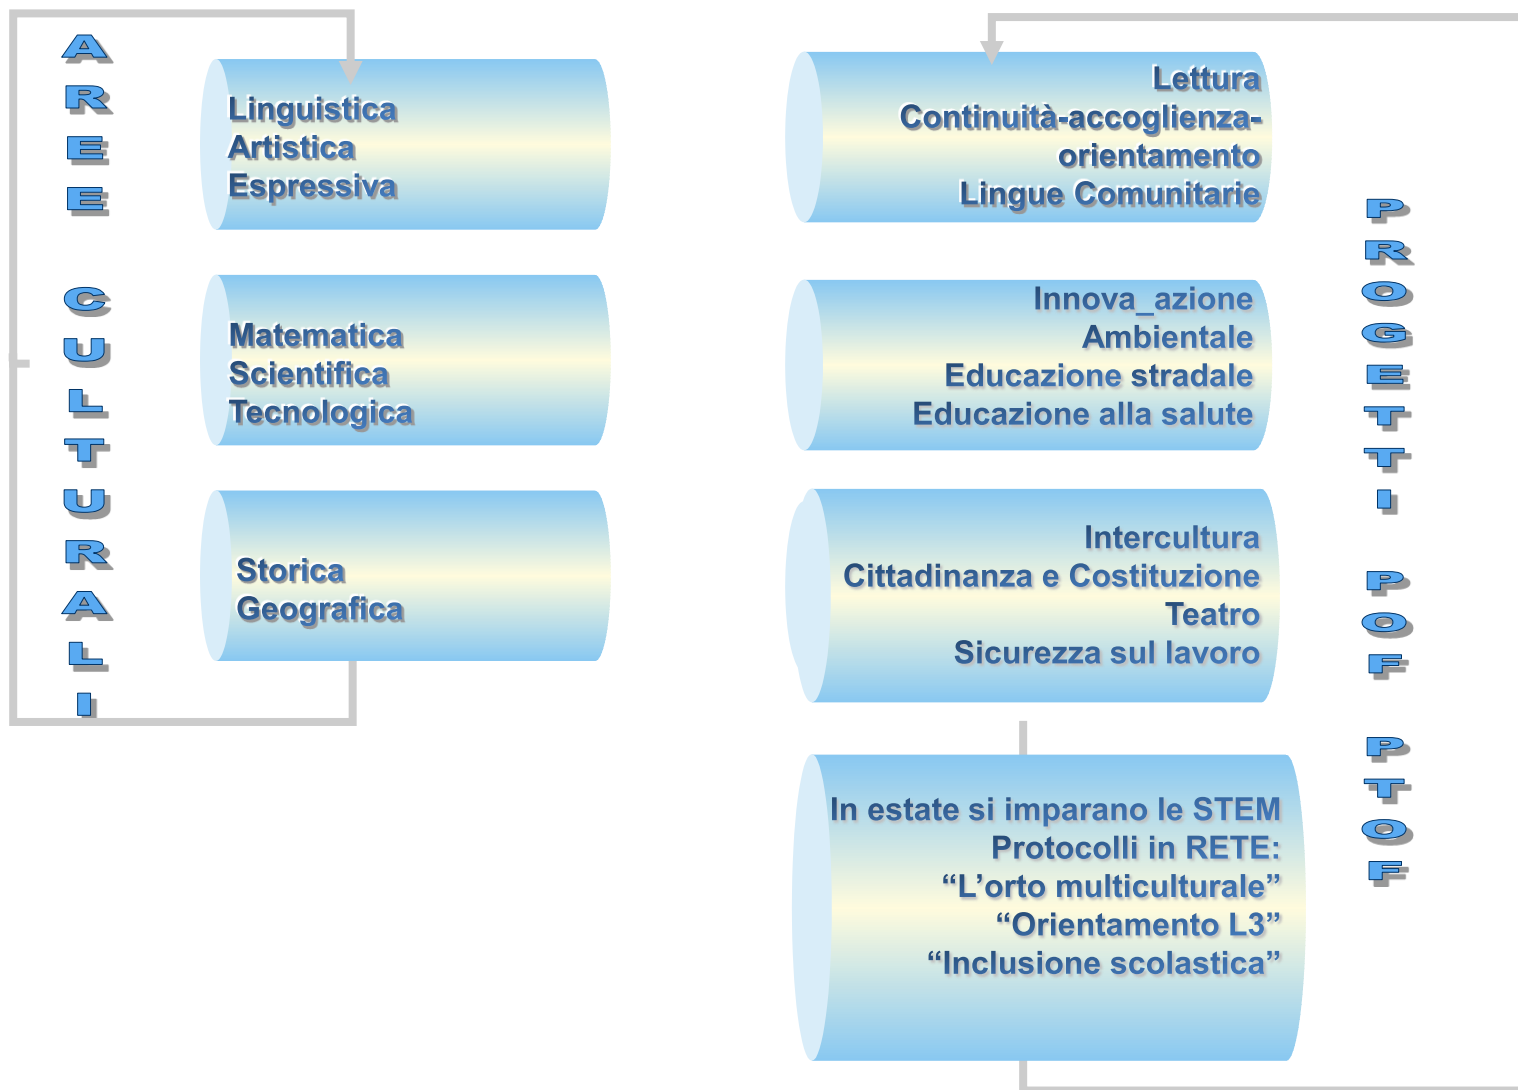 AREE CULTURALI
Linguistica
Artistica
Espressiva
Matematica
Scientifica
Tecnologica
Storica
Geografica
Lettura
Continuità-accoglienza-
orientamento
Lingue Comunitarie
Innova_azione
Ambientale
Educazione stradale
Educazione alla salute
Intercultura
Cittadinanza e Costituzione
Teatro
Sicurezza sul lavoro
In estate si imparano le STEM
Protocolli in RETE:
“L’orto multiculturale”
“Orientamento L3”
“Inclusione scolastica”
PROGETTI POF PTOF